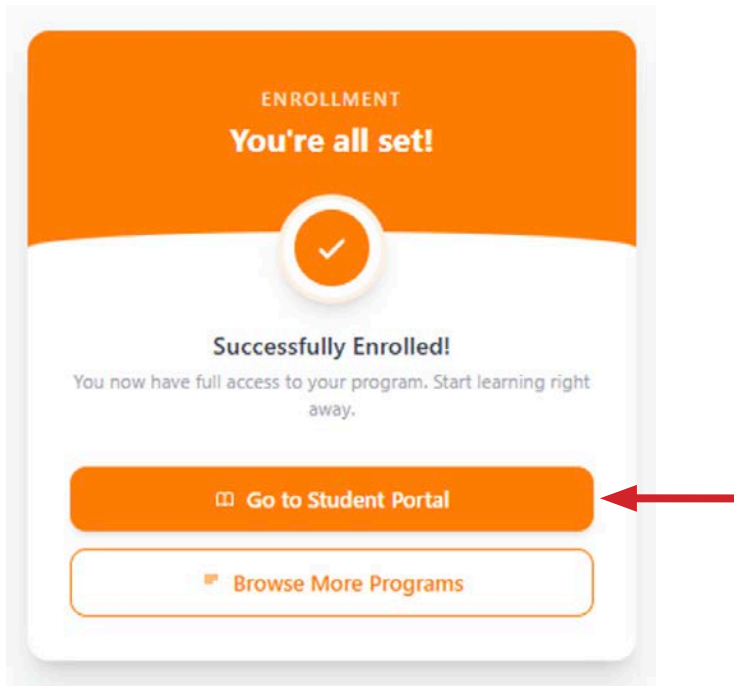 ENROLLMENT
You're all set!
Successfully Enrolled!
You now have full access to your program. Start learning right
away.
Go to Student Portal
Browse More Programs